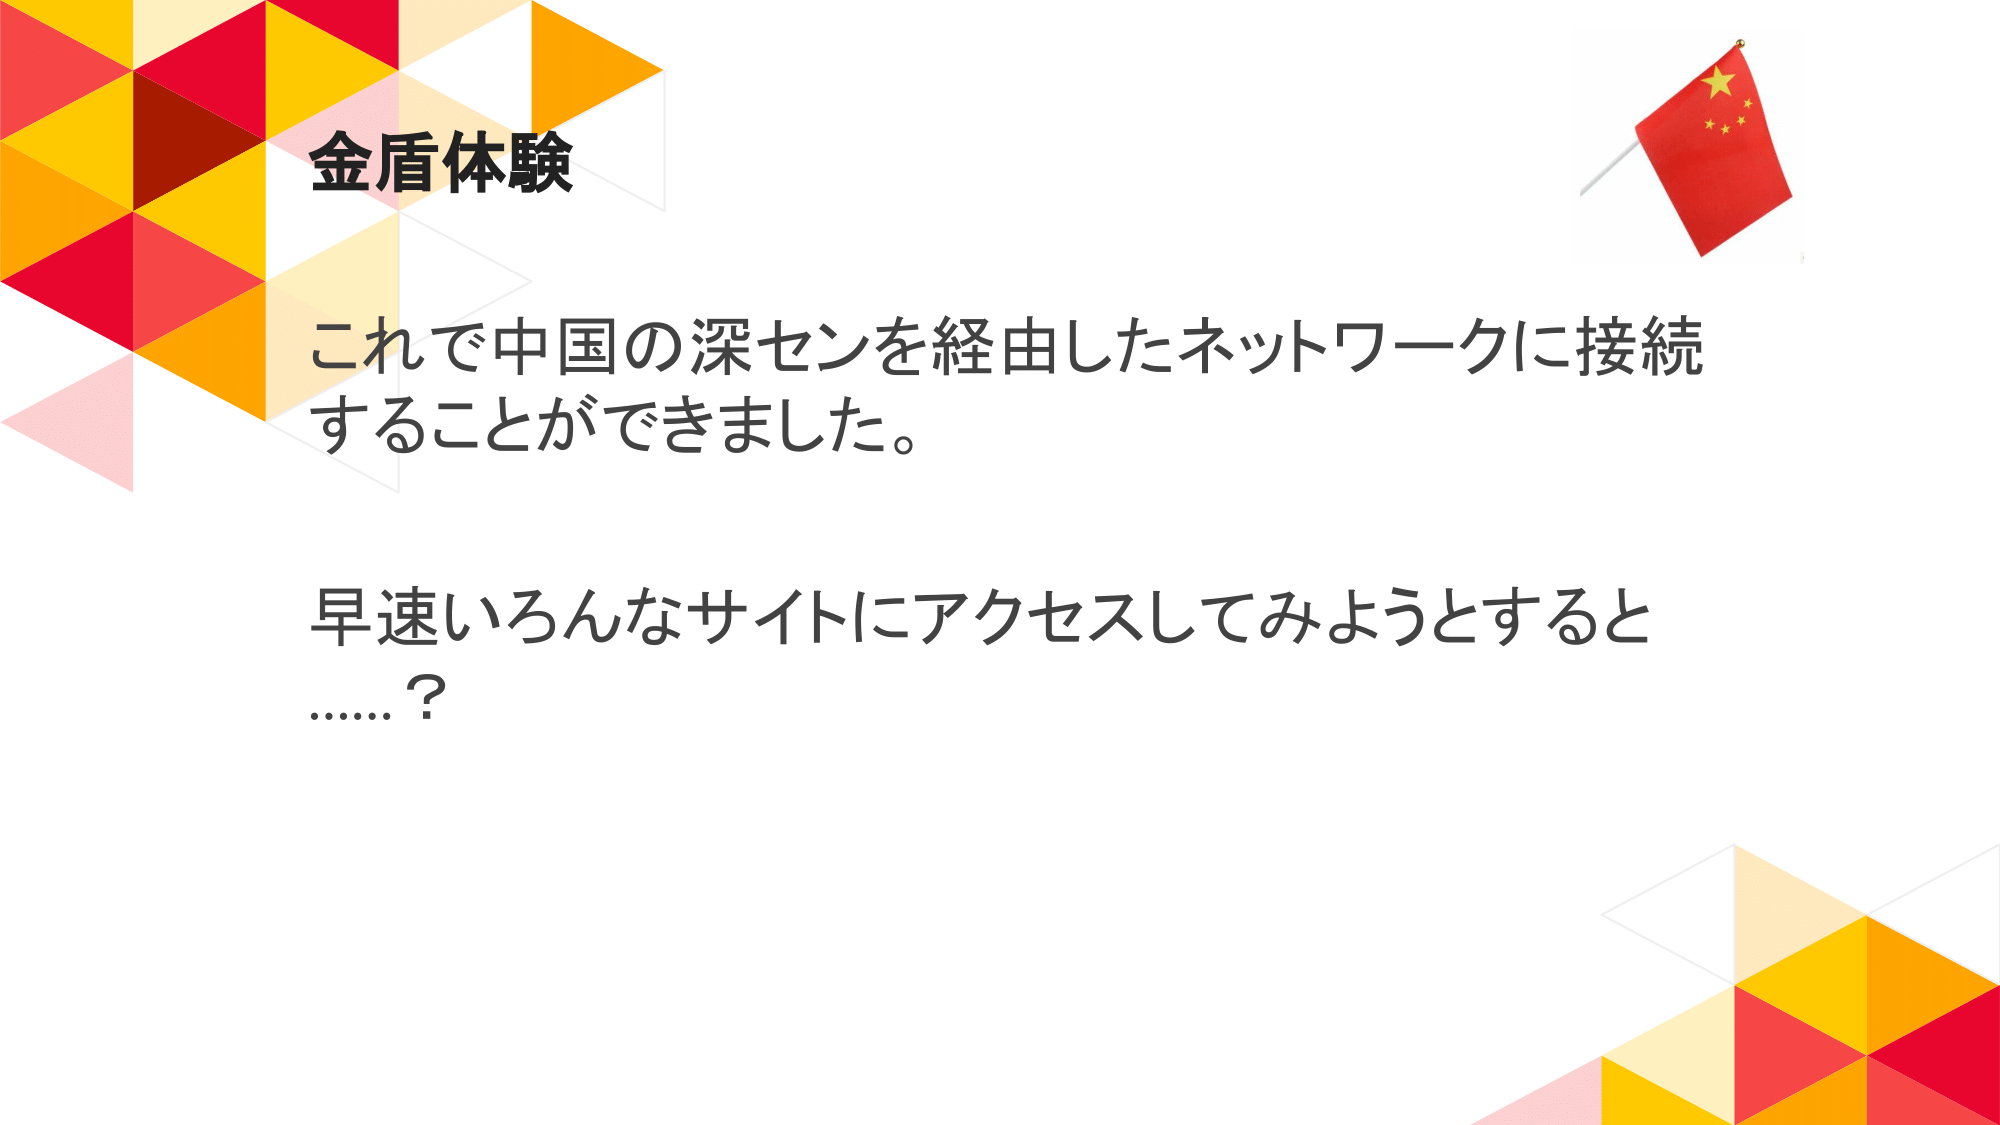 金盾体験
これで中国の深センを経由したネットワークに接続
することができました。
早速いろんなサイトにアクセスしてみようとすると
……？